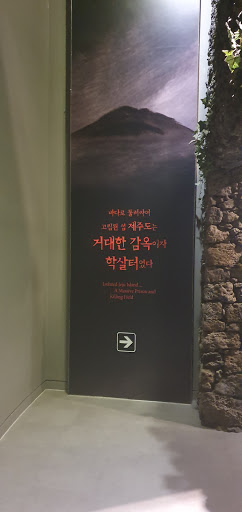 바다로 둘러싸여
고립된 섬 제주도는
거대한 감옥이자
학살터였다
Isolated Jeju Island...
A Massive Prison and
Killing Field